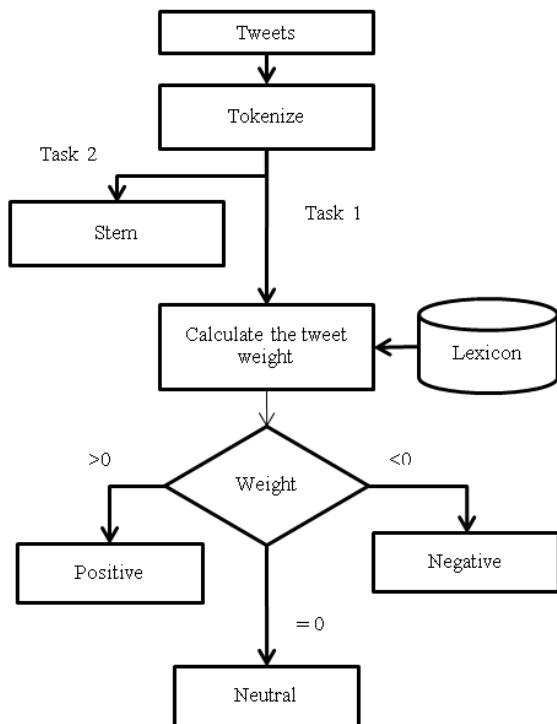 Tweets
Tokenize
Task 2
Stem
Task 1
Calculate the tweet
weight
Lexicon
>0
<0
Weight
Positive
Negative
= 0
Neutral